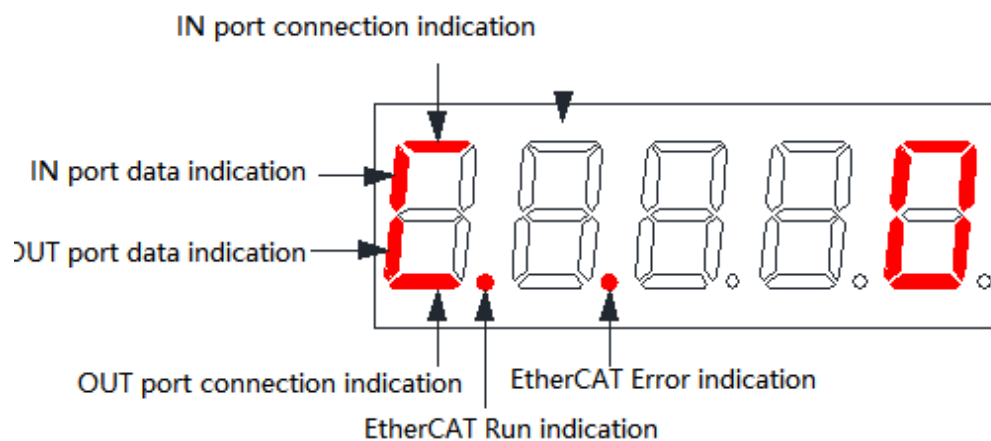 IN port connection indication
IN port data indication
OUT port data indication
OUT port connection indication
EtherCAT Error indication
EtherCAT Run indication